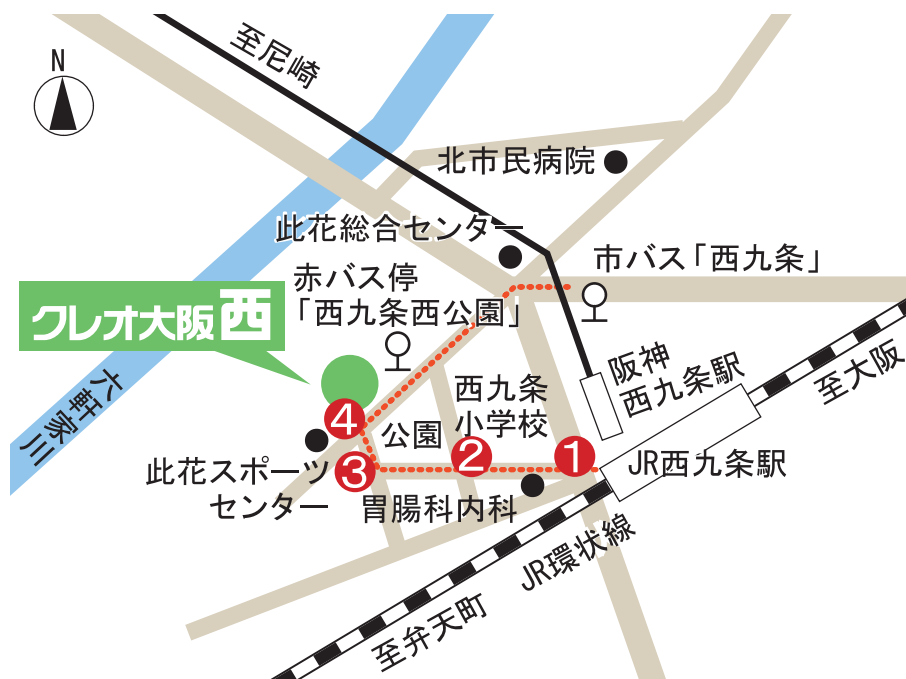 N
至尼崎
北市民病院
此花総合センター
市バス「西九条」
赤バス停
「西九条西公園」
クレオ大阪西
阪神
西九条駅
至大阪
六軒家川
西九条
小学校
公園
4
3
2
1
JR西九条駅
此花スポーツ
センター
胃腸科内科
JR環状線
至弁天町